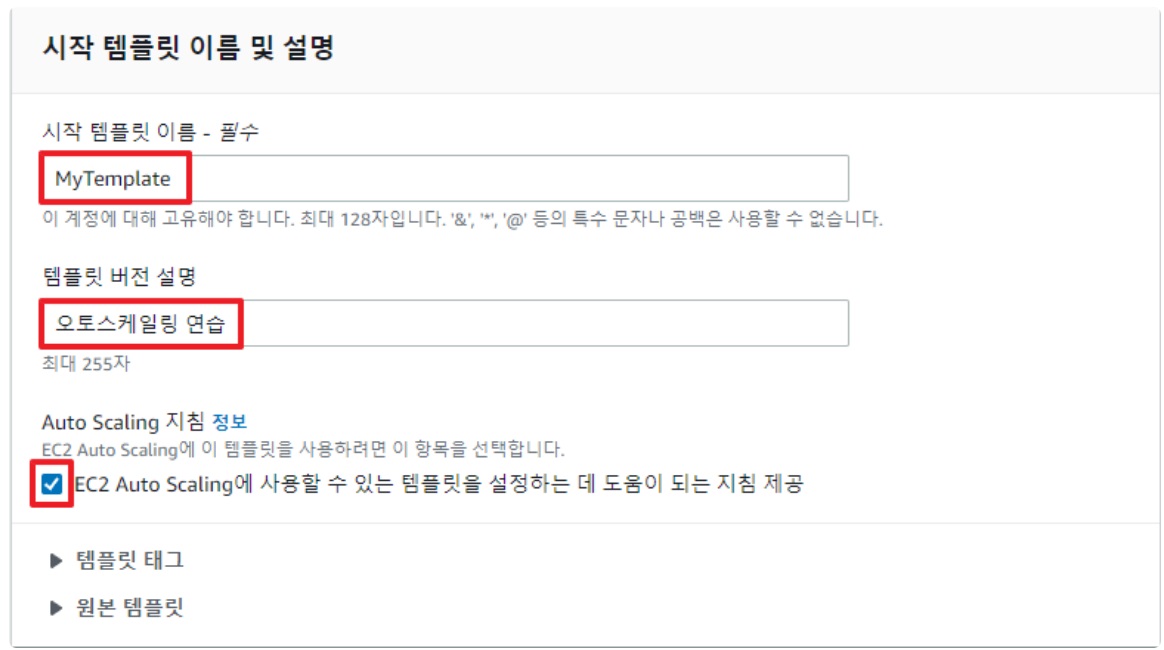 시작 템플릿 이름 및 설명
시작 템플릿 이름 - 필수
MyTemplate
이 계정에 대해 고유해야 합니다. 최대 128자입니다. '&', '*', '@' 등의 특수 문자나 공백은 사용할 수 없습니다.
템플릿 버전 설명
오토스케일링 연습
최대 255자
Auto Scaling 지침 정보
EC2 Auto Scaling에 이 템플릿을 사용하려면 이 항목을 선택합니다.
EC2 Auto Scaling에 사용할 수 있는 템플릿을 설정하는 데 도움이 되는 지침 제공
템플릿 태그
원본 템플릿